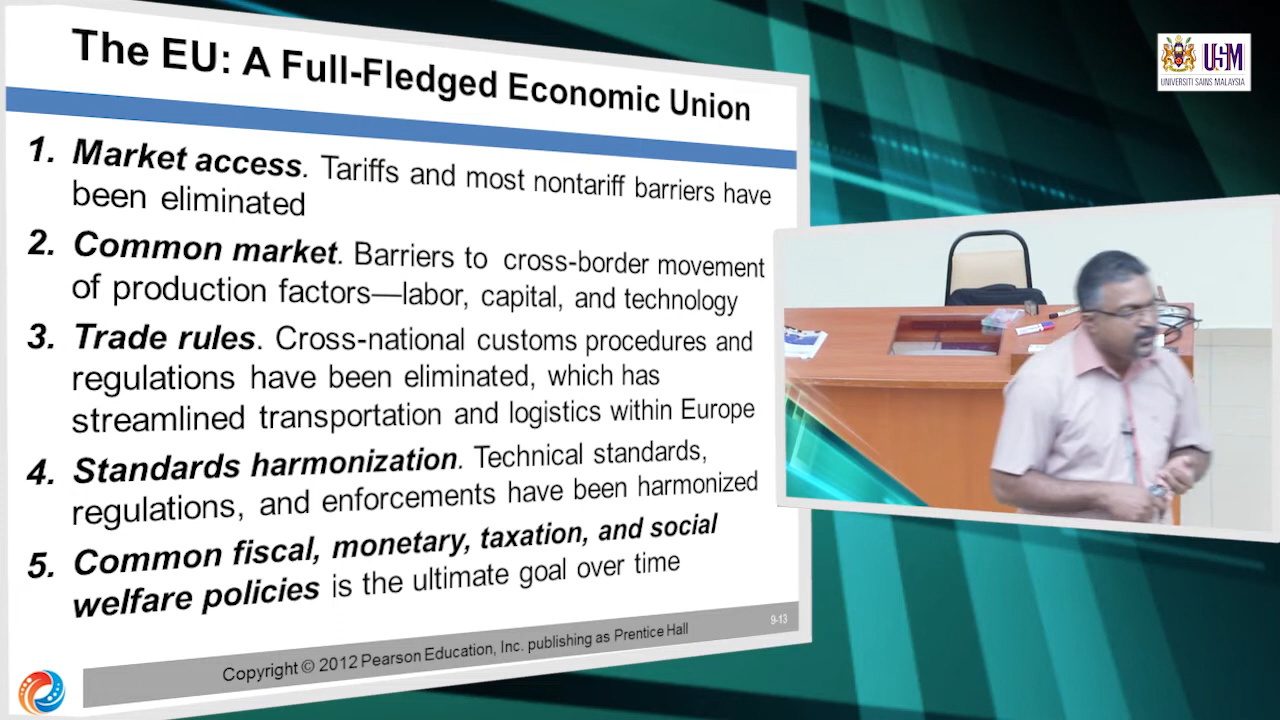 The EU: A Full-Fledged Economic Union
1. Market access. Tariffs and most nontariff barriers have
been eliminated
2. Common market. Barriers to cross-border movement
of production factors—labor, capital, and technology
3. Trade rules. Cross-national customs procedures and
regulations have been eliminated, which has
streamlined transportation and logistics within Europe
4. Standards harmonization. Technical standards,
regulations, and enforcements have been harmonized
5. Common fiscal, monetary, taxation, and social
welfare policies is the ultimate goal over time
9-13
Copyright © 2012 Pearson Education, Inc. publishing as Prentice Hall
USM
UNIVERSITI SAINS MALAYSIA